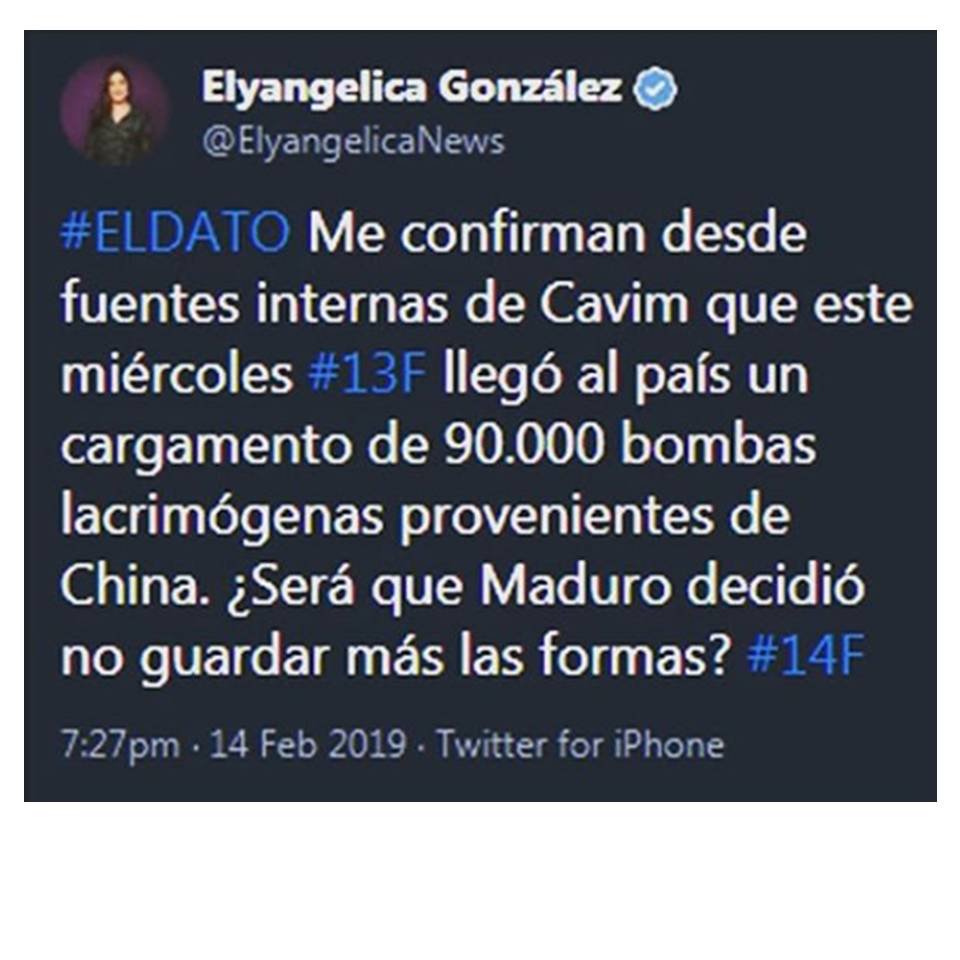 Elyangelica González
@ElyangelicaNews
#ELDATO Me confirman desde
fuentes internas de Cavim que este
miércoles #13F llegó al país un
cargamento de 90.000 bombas
lacrimógenas provenientes de
China. ¿Será que Maduro decidió
no guardar más las formas? #14F
7:27pm · 14 Feb 2019 · Twitter for iPhone